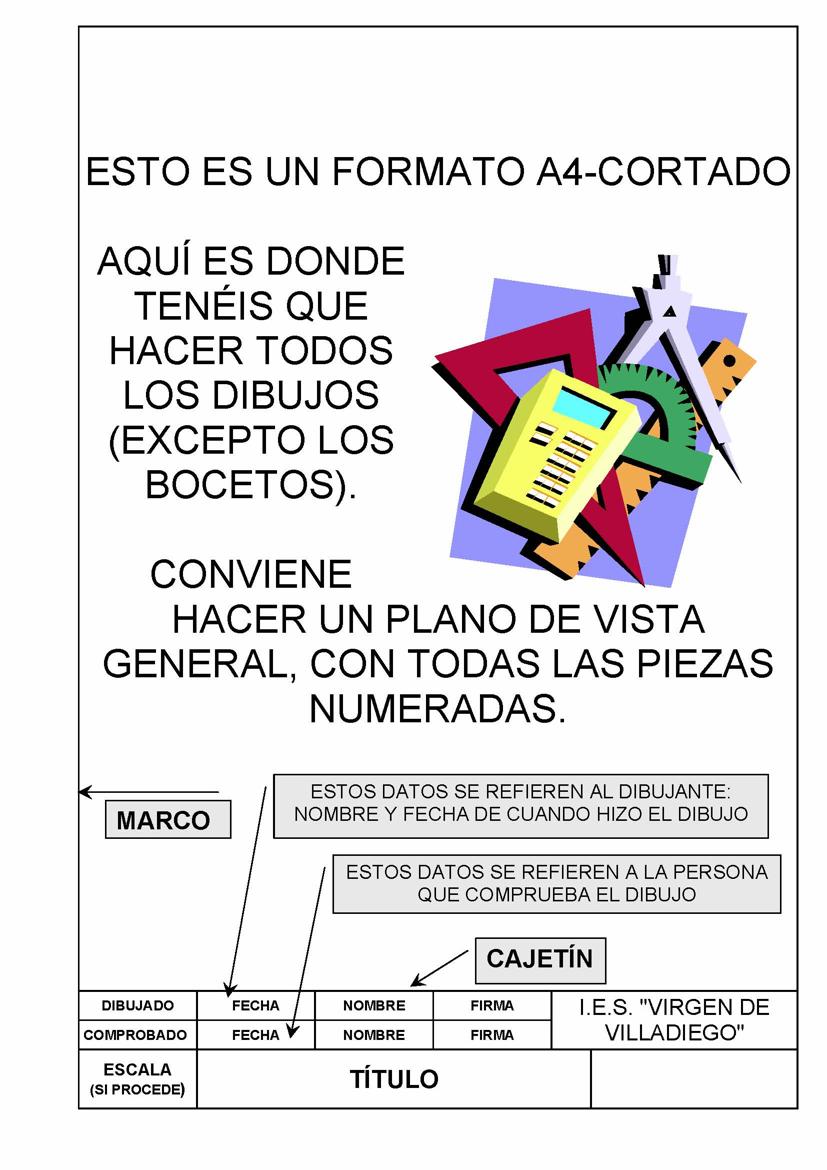 ESTO ES UN FORMATO A4-CORTADO
AQUÍ ES DONDE
TENÉIS QUE
HACER TODOS
LOS DIBUJOS
(EXCEPTO LOS
BOCETOS).
CONVIENE
HACER UN PLANO DE VISTA
GENERAL, CON TODAS LAS PIEZAS
NUMERADAS.
MARCO
ESTOS DATOS SE REFIEREN AL DIBUJANTE:
NOMBRE Y FECHA DE CUANDO HIZO EL DIBUJO
ESTOS DATOS SE REFIEREN A LA PERSONA
QUE COMPRUEBA EL DIBUJO
CAJETÍN
DIBUJADO FECHA NOMBRE FIRMA
COMPROBADO FECHA NOMBRE FIRMA
I.E.S. "VIRGEN DE
VILLADIEGO"
ESCALA
(SI PROCEDE)
TÍTULO